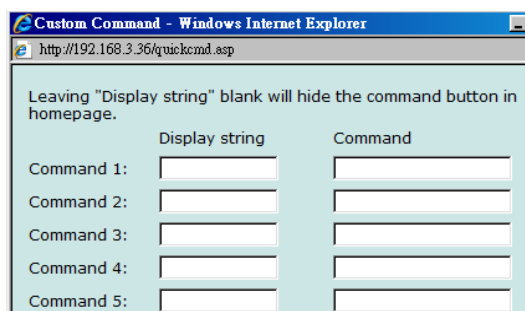 Custom Command - Windows Internet Explorer
http://192.168.3.36/quickcmd.asp
Leaving "Display string" blank will hide the command button in
homepage.
Display string Command
Command 1:
Command 2:
Command 3:
Command 4:
Command 5: